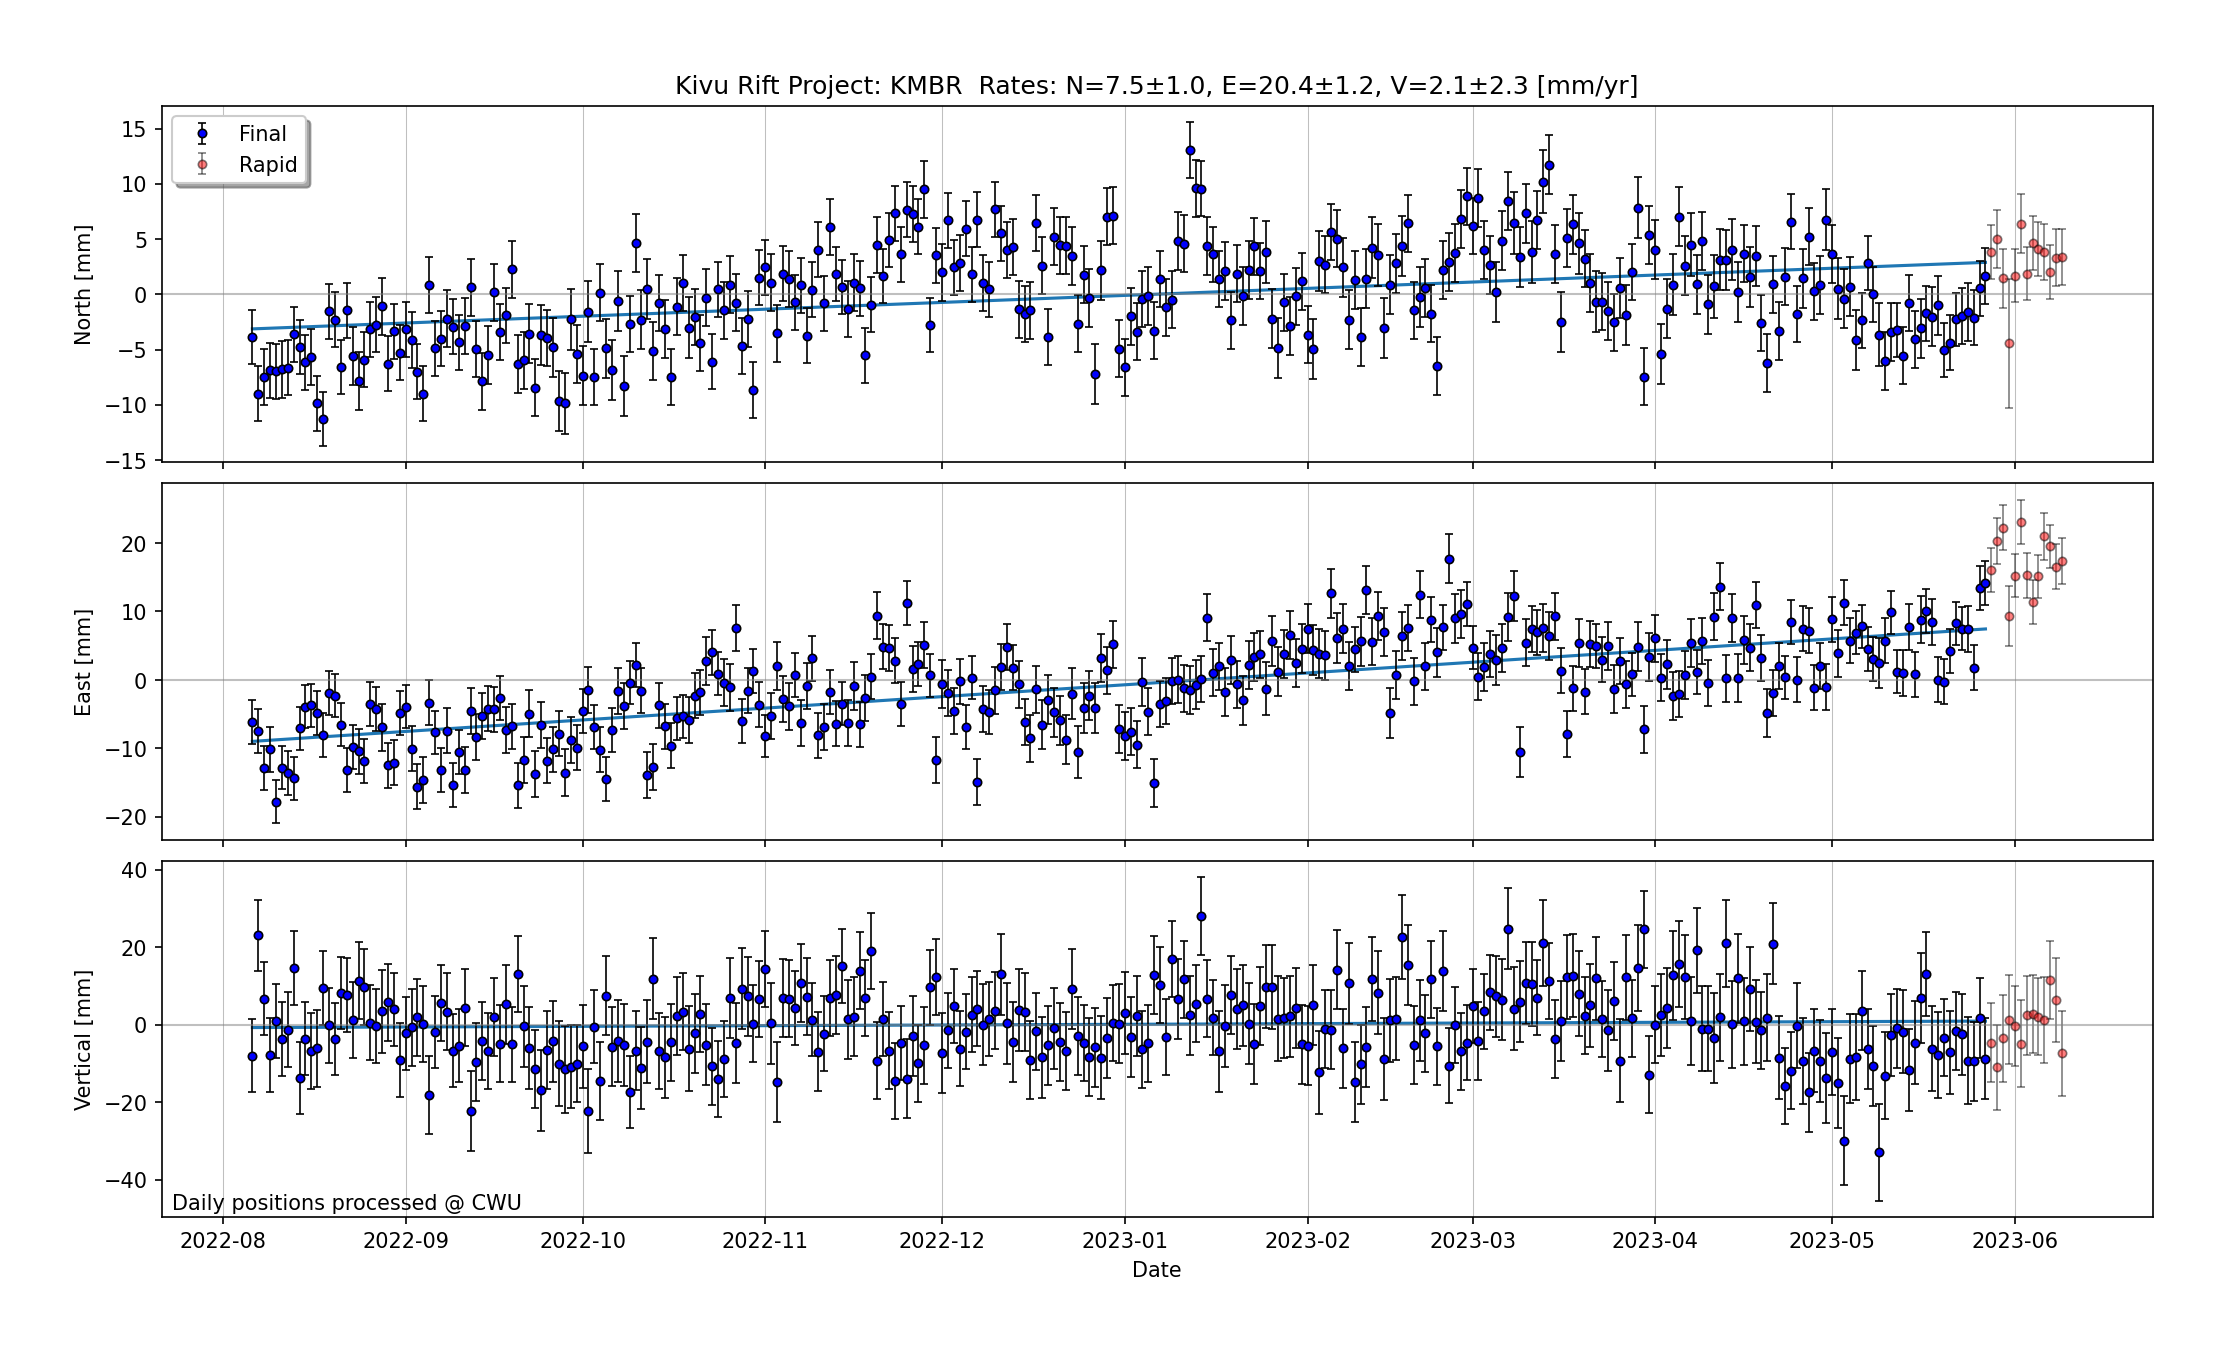 Kivu Rift Project: KMBR  Rates: N=7.5±1.0, E=20.4±1.2, V=2.1±2.3 [mm/yr]
Final
Rapid
North [mm]
15
10
5
0
−5
−10
−15
East [mm]
20
10
0
−10
−20
Vertical [mm]
40
20
0
−20
−40
Daily positions processed @ CWU
2022-08 2022-09 2022-10 2022-11 2022-12 2023-01 2023-02 2023-03 2023-04 2023-05 2023-06
Date